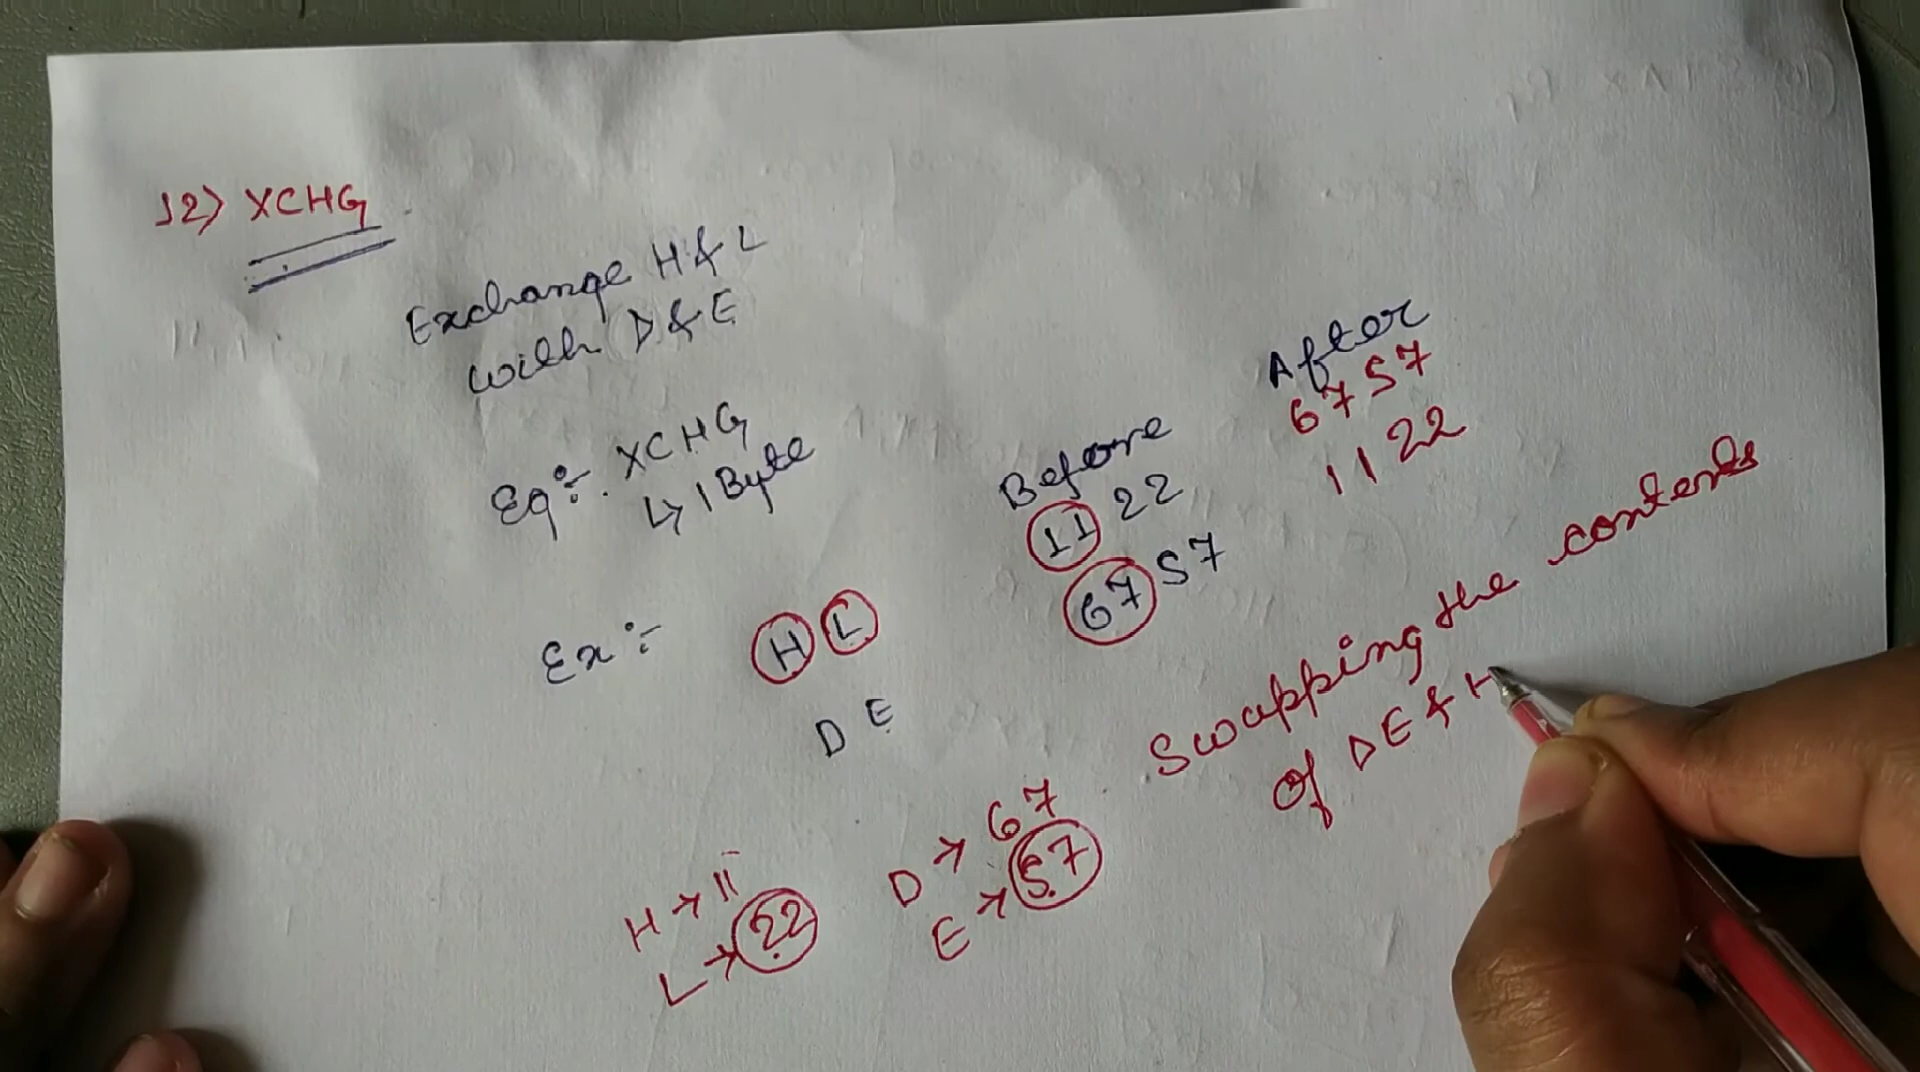 12) XCHG
Exchange H & L
with D & E
Eg:- XCHG
↳ 1 Byte
Before
After
Ex:-
H L
11 22
67 57
D E
67 57
11 22
H → 11
L → 22
D → 67
E → 57
Swapping the contents
of DE & H